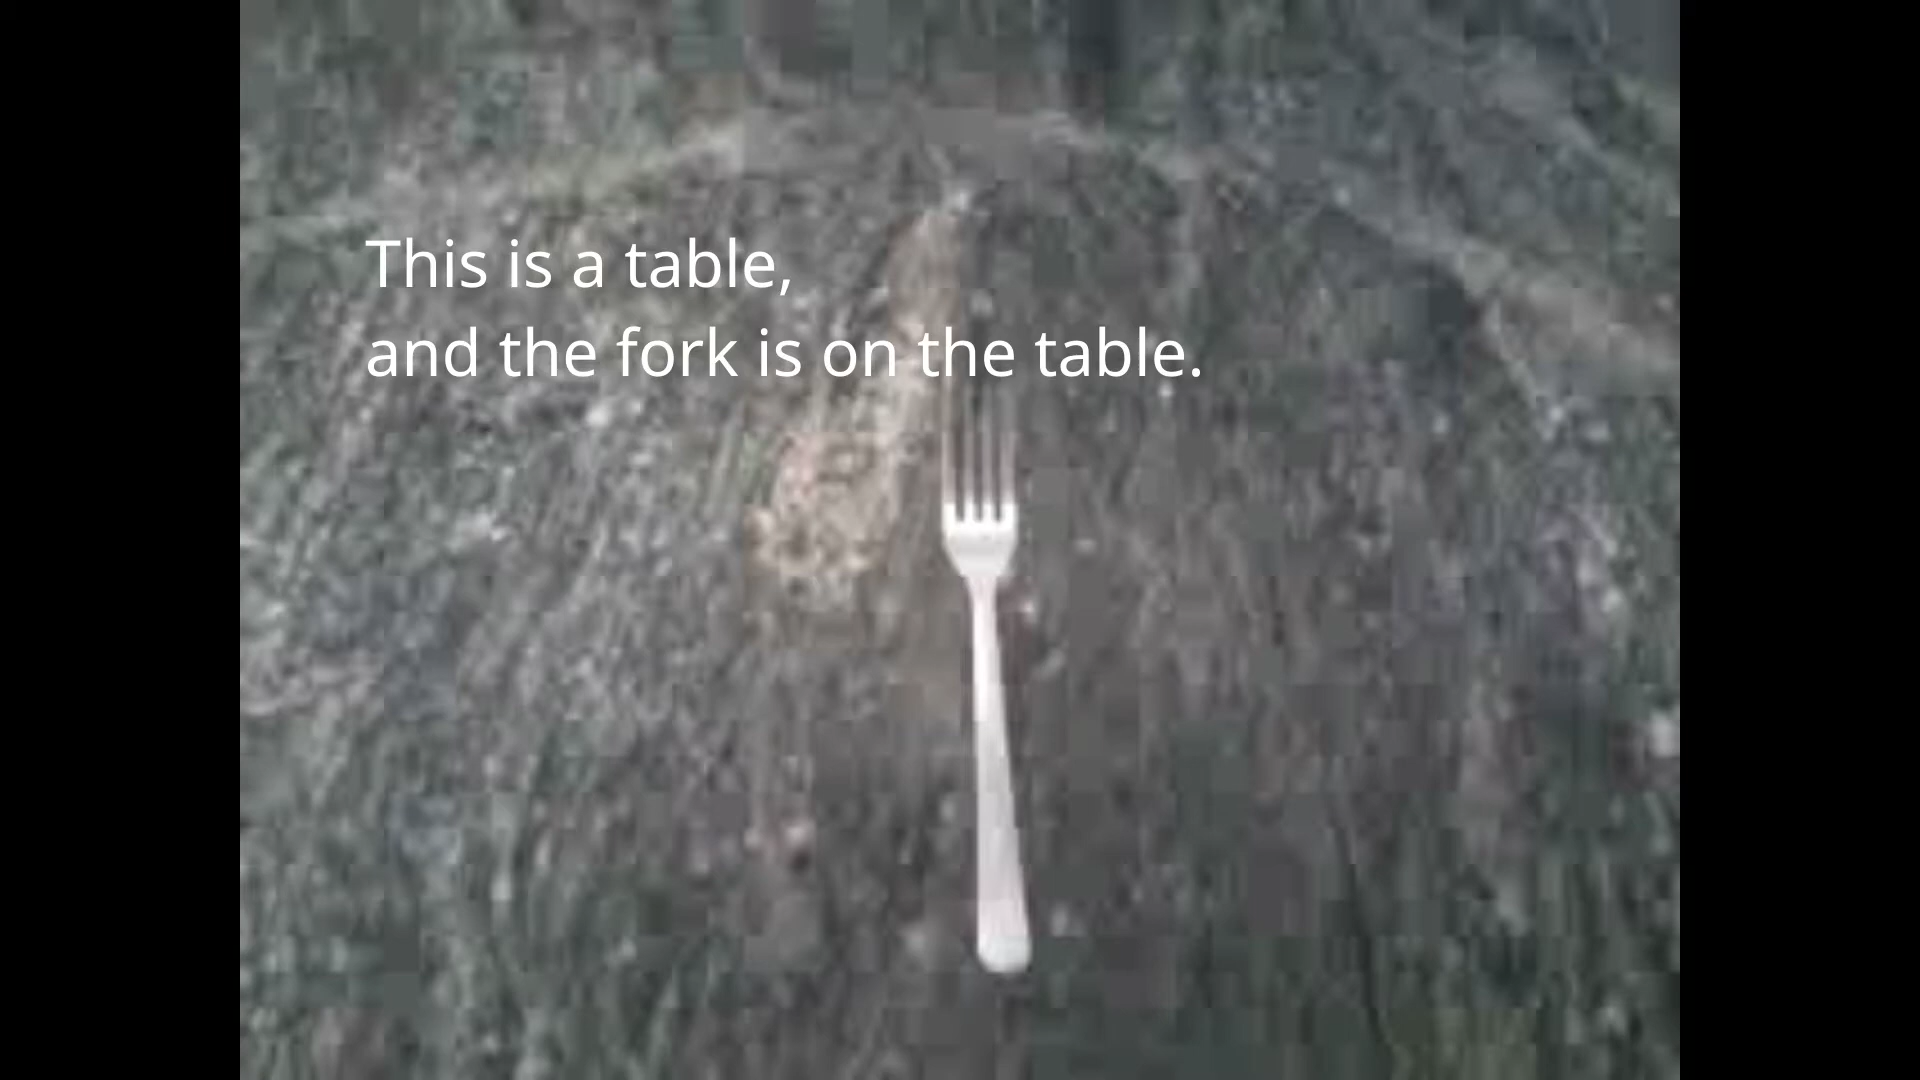 This is a table,
and the fork is on the table.